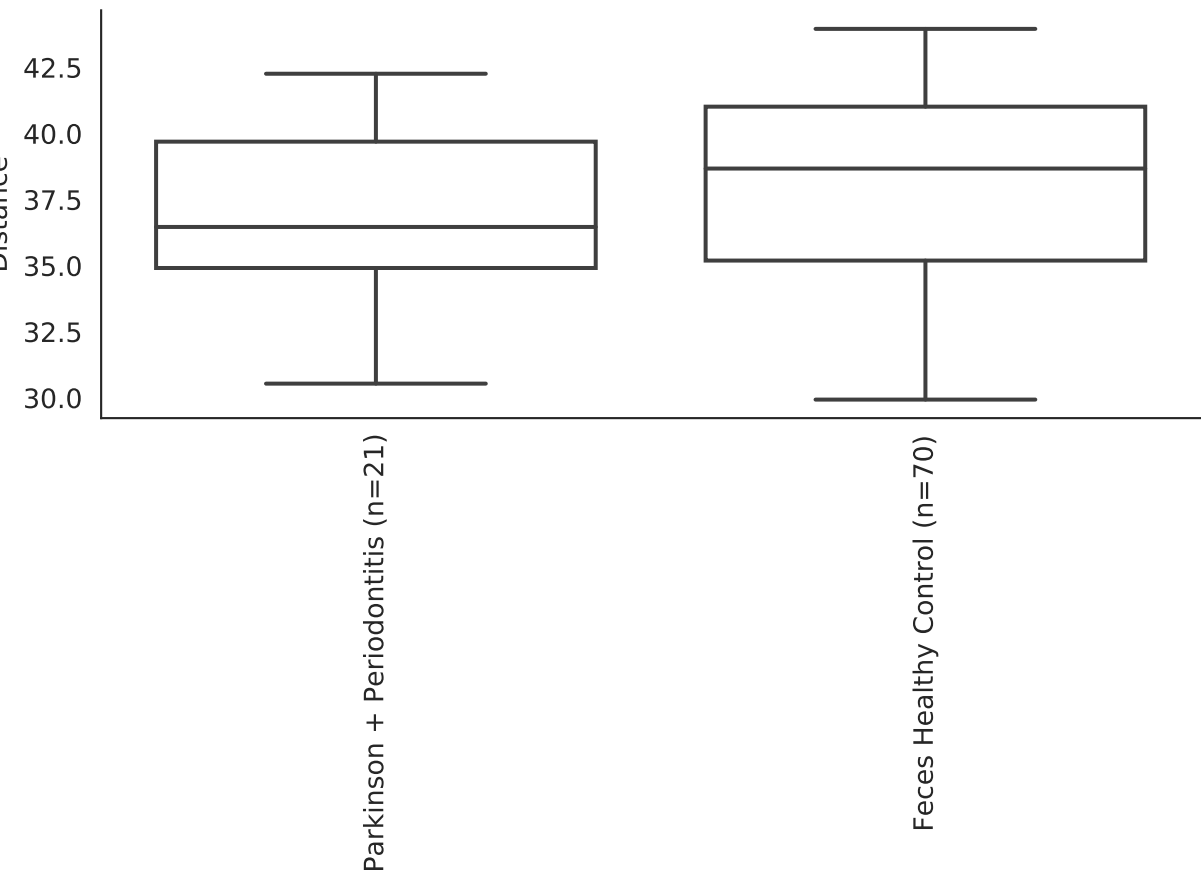 42.5
40.0
37.5
35.0
32.5
30.0
Distance
Parkinson + Periodontitis (n=21)
Feces Healthy Control (n=70)